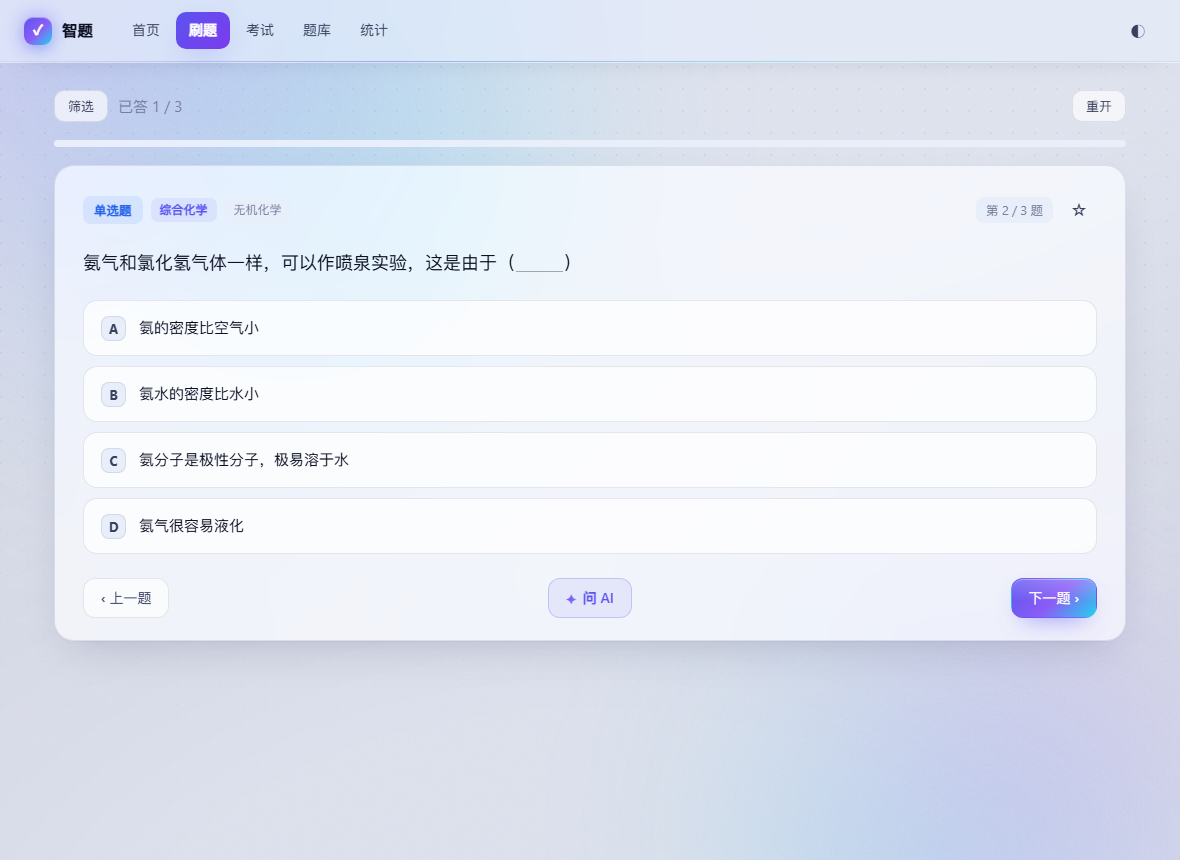 智题 首页 刷题 考试 题库 统计
筛选 已答 1 / 3 重开
单选题 综合化学 无机化学 第 2 / 3 题
氨气和氯化氢气体一样，可以作喷泉实验，这是由于（_____）
A 氨的密度比空气小
B 氨水的密度比水小
C 氨分子是极性分子，极易溶于水
D 氨气很容易液化
‹ 上一题 ✦ 问 AI 下一题 ›